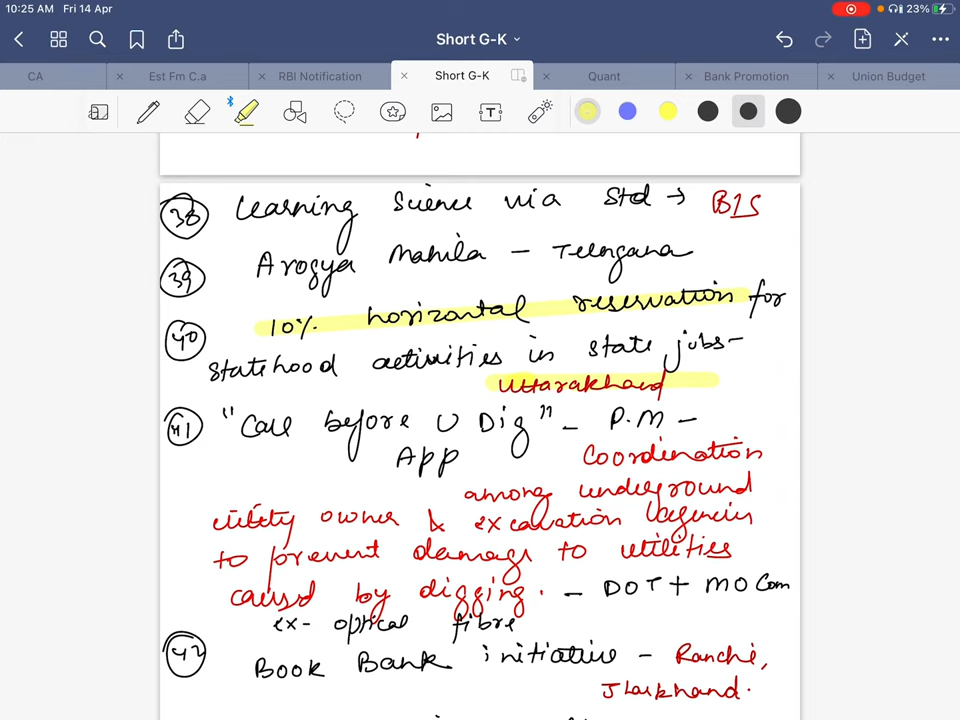 10:25 AM Fri 14 Apr
23%
Short G-K
CA
Est Fm C.a
RBI Notification
Short G-K
Quant
Bank Promotion
Union Budget
38 Learning Science via Std → BIS
39 Arogya Mahila - Telengana
40 10% horizontal reservation for
statehood activities in state jobs-
Uttarakhand
41 "Call before U Dig" - P.M -
App Coordination
among underground
utility owner & excavation agencies
to prevent damage to utilities
caused by digging. - DOT + MO Com
ex- optical fibre
42 Book Bank initiative - Ranchi,
Jharkhand.